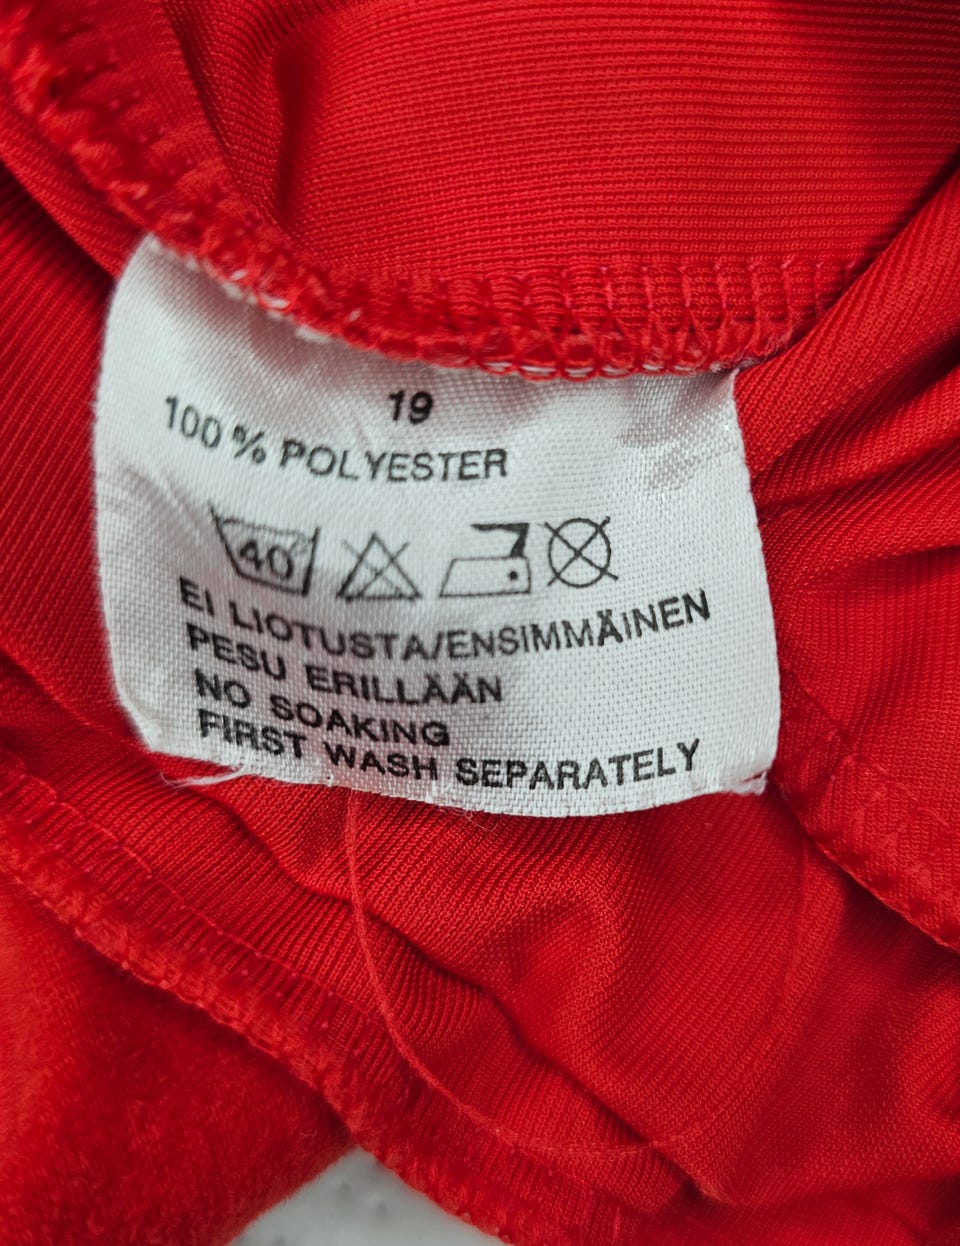 19
100 % POLYESTER
40
EI LIOTUSTA/ENSIMMÄINEN
PESU ERILLÄÄN
NO SOAKING
FIRST WASH SEPARATELY